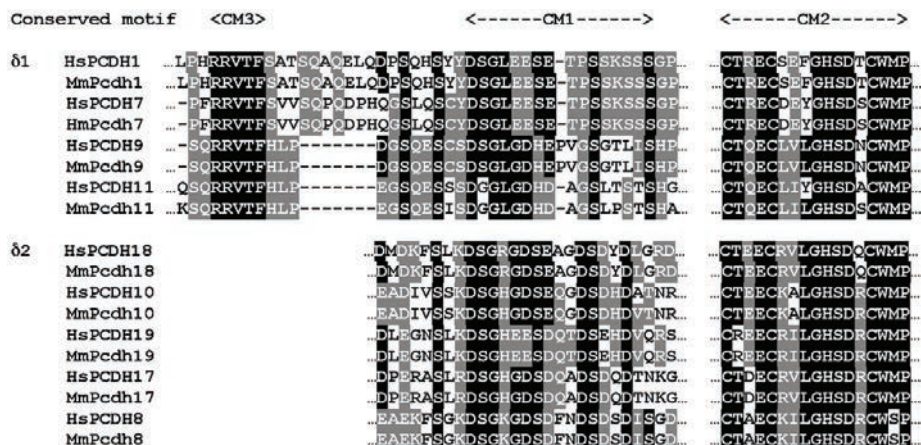 Conserved motif <CM3> <------CM1------> <-----CM2------>
δ1 HsPCDH1 …LPHRRVTFSATSQAQELQDPSQHSYYDSGLEESE-TPSSKSSSGP… …CTRECSEFGHSDTCWMP…
MmPcdh1 …LPHRRVTFSATSQAQELQDPSQHSYYDSGLEESE-TPSSKSSSGP… …CTRECSEFGHSDTCWMP…
HsPCDH7 …-PFRRVTFSVVSQPQDPHQGSLQSCYDSGLEESE-TPSSKSSSGP… …CTRECDEYGHSDSCWMP…
HmPcdh7 …-PFRRVTFSVVSQPQDPHQGSLQSCYDSGLEESE-TPSSKSSSGP… …CTRECDEYGHSDSCWMP…
HsPCDH9 …-SQRRVTFHLP-------DGSQESCSDSGLGDHEPVGSGTLISHP… …CTQECLVLGHSDNCWMP…
MmPcdh9 …-SQRRVTFHLP-------DGSQESCSDSGLGDHEPVGSGTLISHP… …CTQECLVLGHSDNCWMP…
HsPCDH11 …QSQRRVTFHLP-------EGSQESSSDGGLGDHD-AGSLTSTSHG… …CTQECLIYGHSDACWMP…
MmPcdh11 …KSQRRVTFHLP-------EGSQESISDGGLGDHD-AGSLPSTSHA… …CTQECLILGHSDNCWMP…
δ2 HsPCDH18 …DMDKFSLKDSGRGDSEAGDSDYDLGRD… …CTEECRVLGHSDQCWMP…
MmPcdh18 …DMDKFSLKDSGRGDSEAGDSDYDLGRD… …CTEECRVLGHSDQCWMP…
HsPCDH10 …EADIVSSKDSGHGDSEQGDSDHDATNR… …CTEECKALGHSDRCWMP…
MmPcdh10 …EADIVSSKDSGHGDSEQGDSDHDVTNR… …CTEECKALGHSDRCWMP…
HsPCDH19 …DLEGNSLKDSGHEESDQTDSEHDVQRS… …CREECRILGHSDRCWMP…
MmPcdh19 …DLEGNSLKDSGHEESDQTDSEHDVQRS… …CREECRILGHSDRCWMP…
HsPCDH17 …DPERASLRDSGHGDSDQADSDQDTNKG… …CTDECRVLGHSDRCWMP…
MmPcdh17 …DPERASLRDSGHGDSDQADSDQDTNKG… …CTDECRVLGHSDRCWMP…
HsPCDH8 …EAEKFSGKDSGKGDSDFNDSDSDISGD… …CTAECKILGHSDRCWSP…
MmPcdh8 …EAEKFSGKDSGKGDSDFNDSDSDISGD… …CTAECKILGHSDRCWSP…